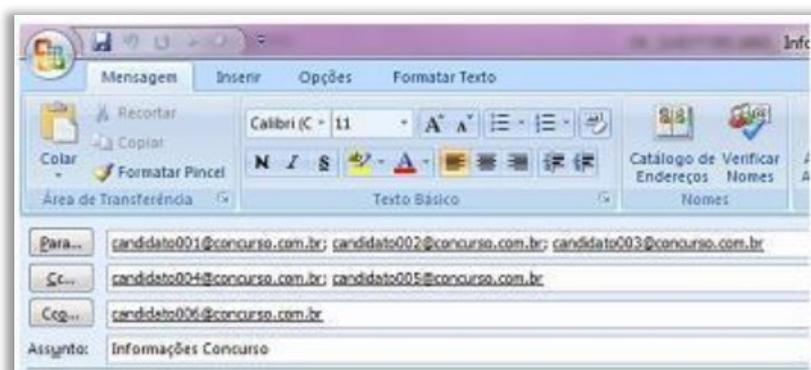 Info
Mensagem Inserir Opções Formatar Texto
Colar
Recortar
Copiar
Formatar Pincel
Área de Transferência
Calibri (C 11
N I S
Texto Básico
Catálogo de Endereços
Verificar Nomes
Nomes
Para... candidato001@concurso.com.br; candidato002@concurso.com.br; candidato003@concurso.com.br
Cc... candidato004@concurso.com.br; candidato005@concurso.com.br
Cco... candidato006@concurso.com.br
Assunto: Informações Concurso